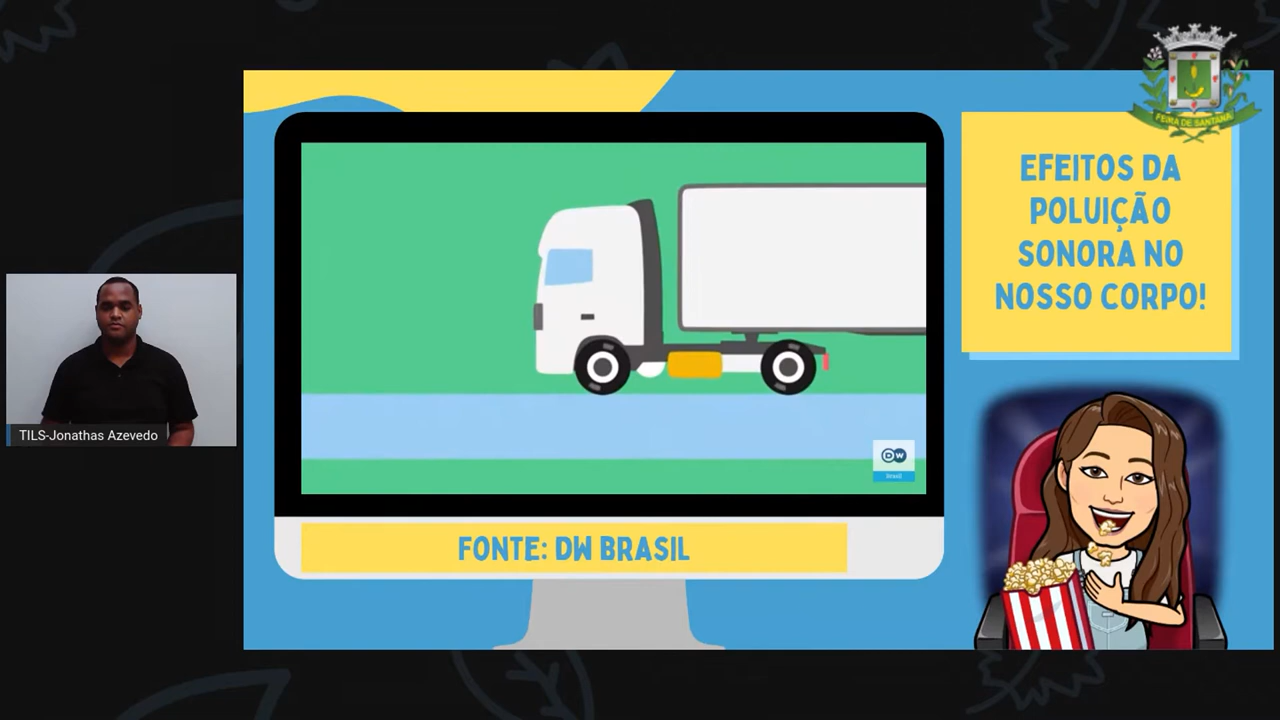 FEIRA DE SANTANA
EFEITOS DA
POLUIÇÃO
SONORA NO
NOSSO CORPO!
TILS-Jonathas Azevedo
DW
Brasil
FONTE: DW BRASIL